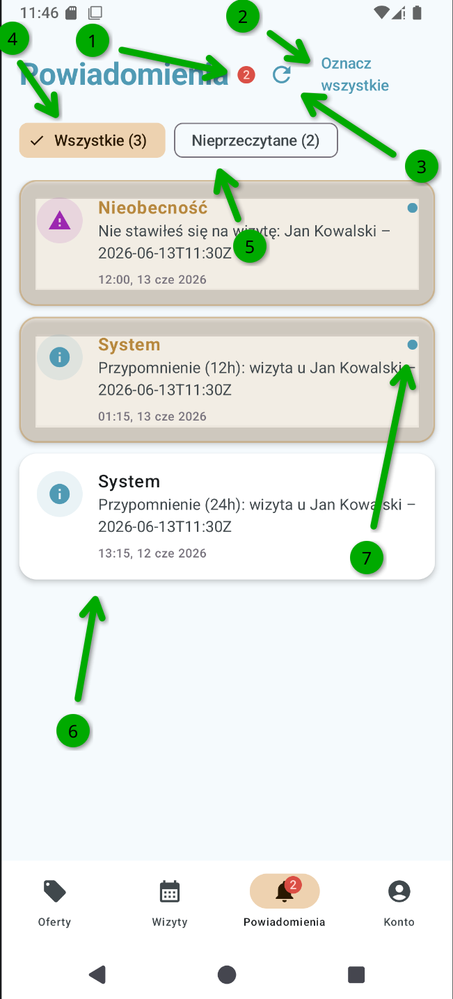 11:46
2
4
1
Powiadomienia 2
Oznacz
wszystkie
3
Wszystkie (3)
Nieprzeczytane (2)
Nieobecność
Nie stawiłeś się na wizytę: Jan Kowalski –
2026-06-13T11:30Z
5
12:00, 13 cze 2026
System
Przypomnienie (12h): wizyta u Jan Kowalski –
2026-06-13T11:30Z
01:15, 13 cze 2026
System
Przypomnienie (24h): wizyta u Jan Kowalski –
2026-06-13T11:30Z
13:15, 12 cze 2026
7
6
2
Oferty
Wizyty
Powiadomienia
Konto